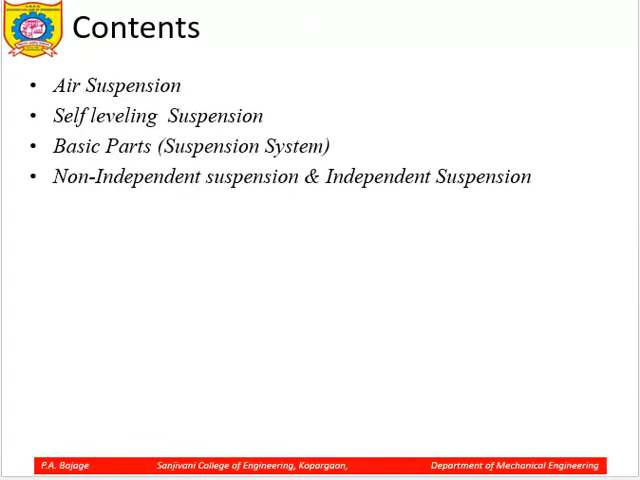 Contents
• Air Suspension
• Self leveling Suspension
• Basic Parts (Suspension System)
• Non-Independent suspension & Independent Suspension
P.A. Bajage Sanjivani College of Engineering, Kopargaon, Department of Mechanical Engineering